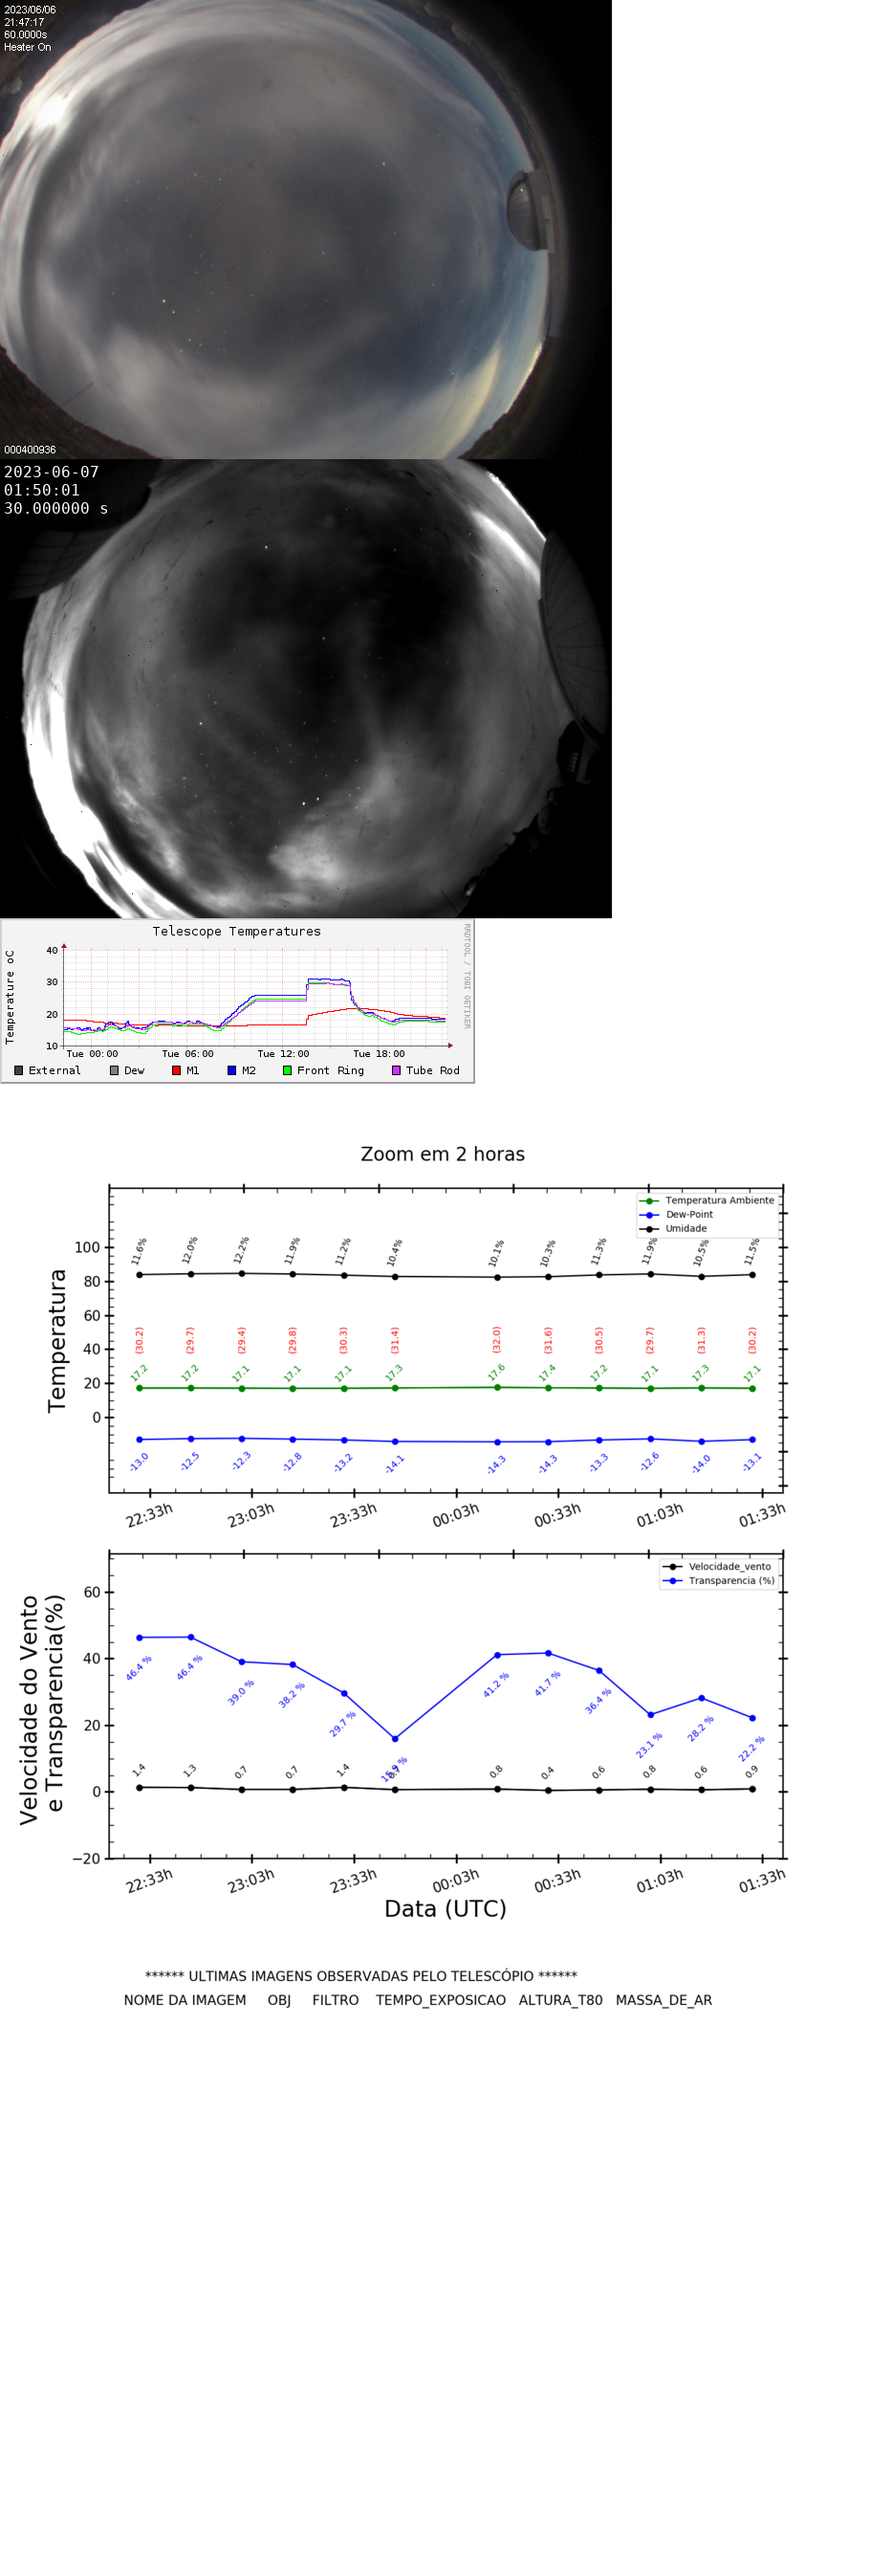 2023/06/06
21:47:17
60.0000s
Heater On
000400936
2023-06-07
01:50:01
30.000000 s
Telescope Temperatures
RRDTOOL / TOBI OETIKER
Temperature oC
40
30
20
10
Tue 00:00 Tue 06:00 Tue 12:00 Tue 18:00
External Dew M1 M2 Front Ring Tube Rod
Zoom em 2 horas
Temperatura Ambiente
Dew-Point
Umidade
Temperatura
100
80
60
40
20
0
11.6% 12.0% 12.2% 11.9% 11.2% 10.4% 10.1% 10.3% 11.3% 11.9% 10.5% 11.5%
(30.2) (29.7) (29.4) (29.8) (30.3) (31.4) (32.0) (31.6) (30.5) (29.7) (31.3) (30.2)
17.2 17.2 17.1 17.1 17.1 17.3 17.6 17.4 17.2 17.1 17.3 17.1
-13.0 -12.5 -12.3 -12.8 -13.2 -14.1 -14.3 -14.3 -13.3 -12.6 -14.0 -13.1
22:33h 23:03h 23:33h 00:03h 00:33h 01:03h 01:33h
Velocidade_vento
Transparencia (%)
Velocidade do Vento
e Transparencia(%)
60
40
20
0
−20
46.4 % 46.4 % 39.0 % 38.2 % 29.7 % 41.2 % 41.7 % 36.4 % 23.1 % 28.2 % 22.2 %
1.4 1.3 0.7 0.7 1.4 0.8 0.4 0.6 0.8 0.6 0.9
22:33h 23:03h 23:33h 00:03h 00:33h 01:03h 01:33h
Data (UTC)
****** ULTIMAS IMAGENS OBSERVADAS PELO TELESCÓPIO ******
NOME DA IMAGEM OBJ FILTRO TEMPO_EXPOSICAO ALTURA_T80 MASSA_DE_AR